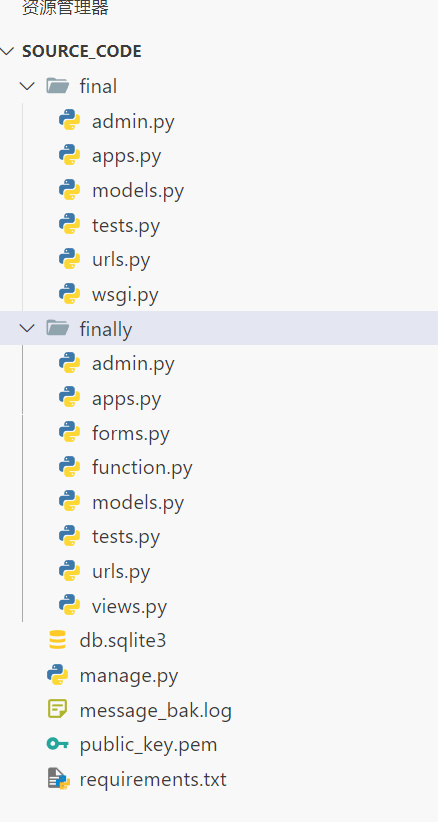 资源管理器
SOURCE_CODE
final
admin.py
apps.py
models.py
tests.py
urls.py
wsgi.py
finally
admin.py
apps.py
forms.py
function.py
models.py
tests.py
urls.py
views.py
db.sqlite3
manage.py
message_bak.log
public_key.pem
requirements.txt